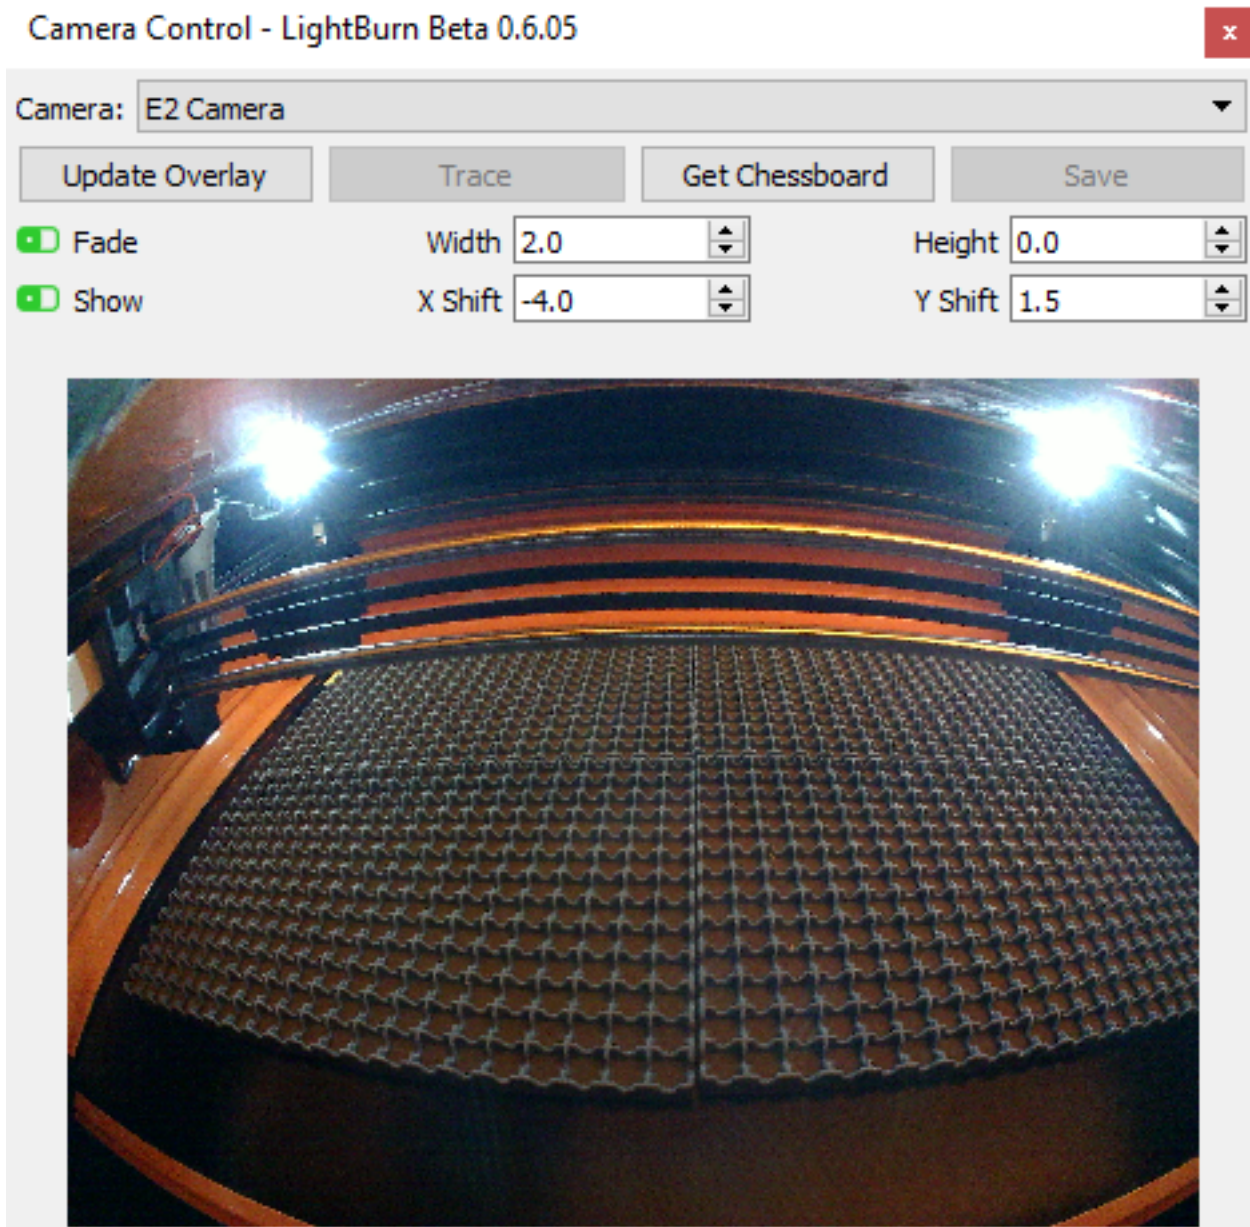 Camera Control - LightBurn Beta 0.6.05
x
Camera: E2 Camera
Update Overlay Trace Get Chessboard Save
Fade Width 2.0 Height 0.0
Show X Shift -4.0 Y Shift 1.5